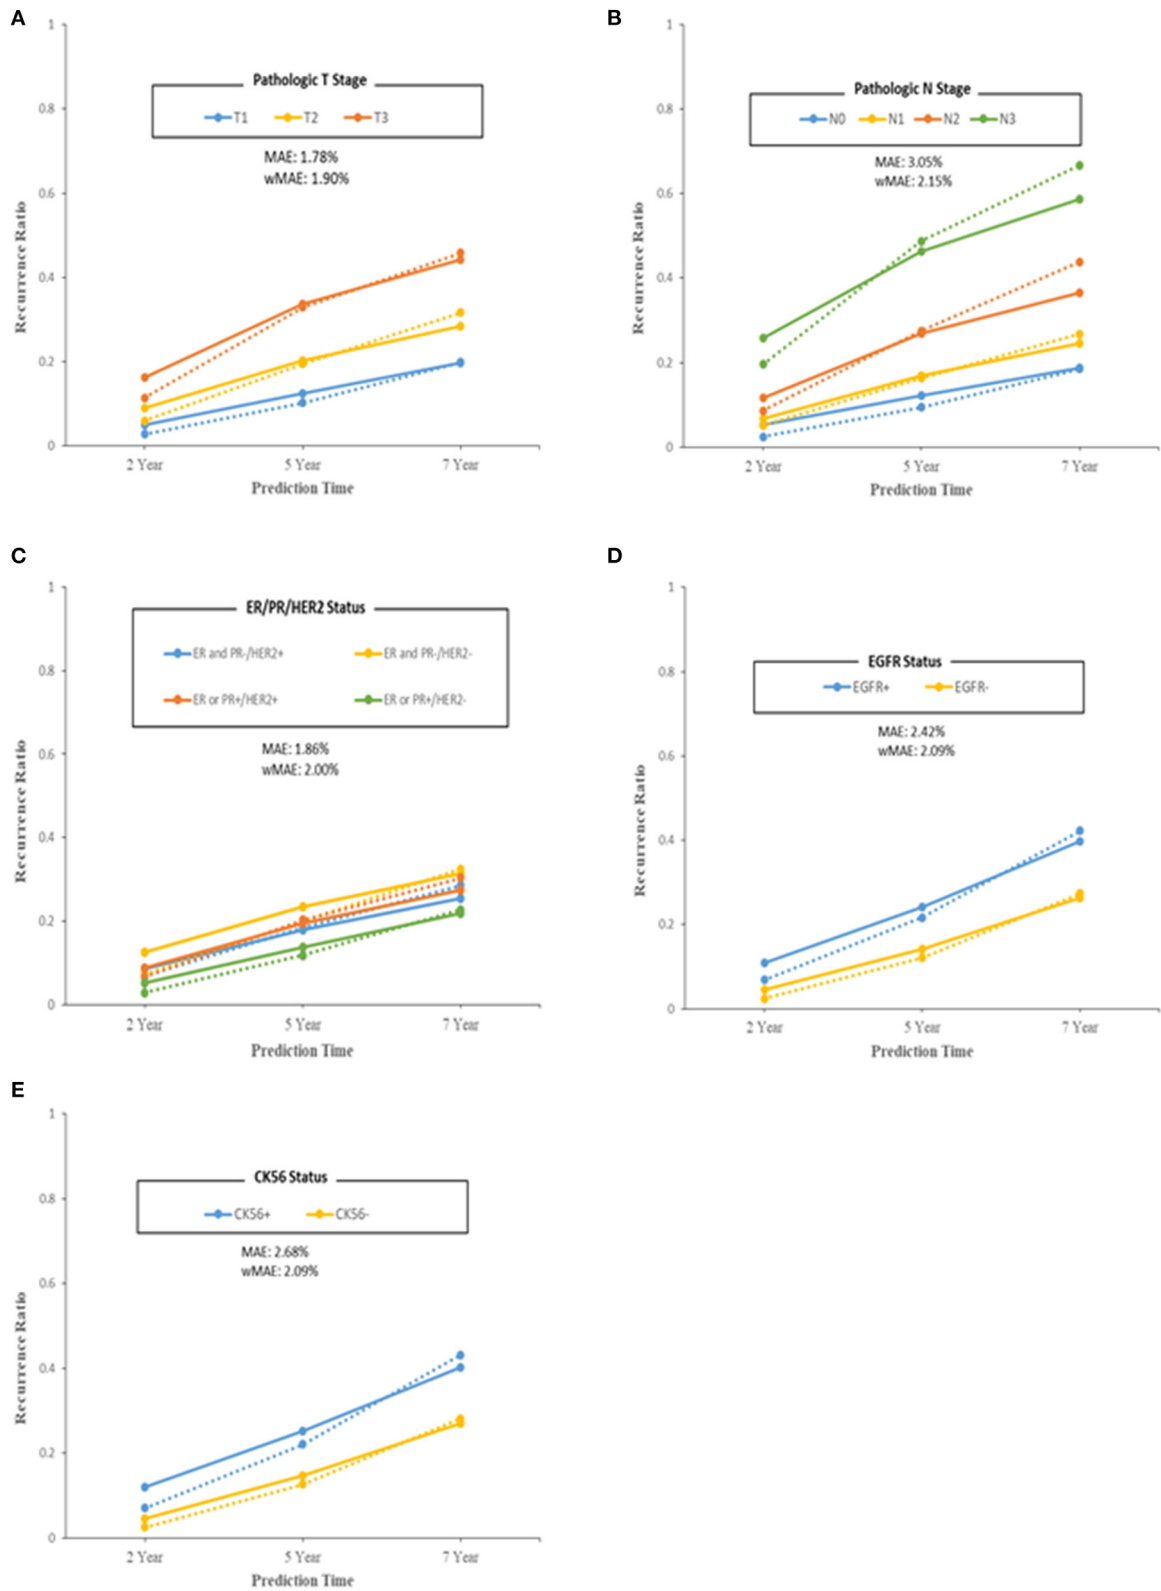 A
Pathologic T Stage
T1 T2 T3
MAE: 1.78%
wMAE: 1.90%
1
0.8
0.6
0.4
0.2
0
Recurrence Ratio
2 Year 5 Year 7 Year
Prediction Time
B
Pathologic N Stage
N0 N1 N2 N3
MAE: 3.05%
wMAE: 2.15%
1
0.8
0.6
0.4
0.2
0
Recurrence Ratio
2 Year 5 Year 7 Year
Prediction Time
C
ER/PR/HER2 Status
ER and PR-/HER2+ ER and PR-/HER2-
ER or PR+/HER2+ ER or PR+/HER2-
MAE: 1.86%
wMAE: 2.00%
1
0.8
0.6
0.4
0.2
0
Recurrence Ratio
2 Year 5 Year 7 Year
Prediction Time
D
EGFR Status
EGFR+ EGFR-
MAE: 2.42%
wMAE: 2.09%
1
0.8
0.6
0.4
0.2
0
Recurrence Ratio
2 Year 5 Year 7 Year
Prediction Time
E
CK56 Status
CK56+ CK56-
MAE: 2.68%
wMAE: 2.09%
1
0.8
0.6
0.4
0.2
0
Recurrence Ratio
2 Year 5 Year 7 Year
Prediction Time